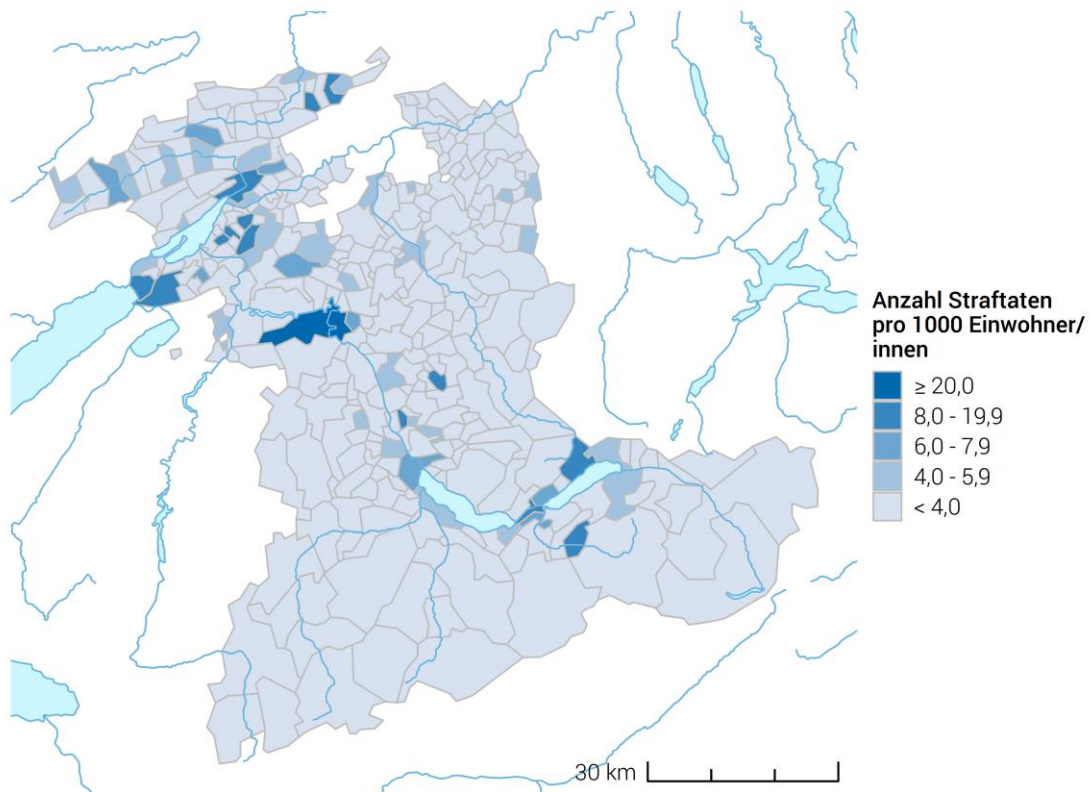 Anzahl Straftaten
pro 1000 Einwohner/
innen
≥ 20,0
8,0 - 19,9
6,0 - 7,9
4,0 - 5,9
< 4,0
30 km